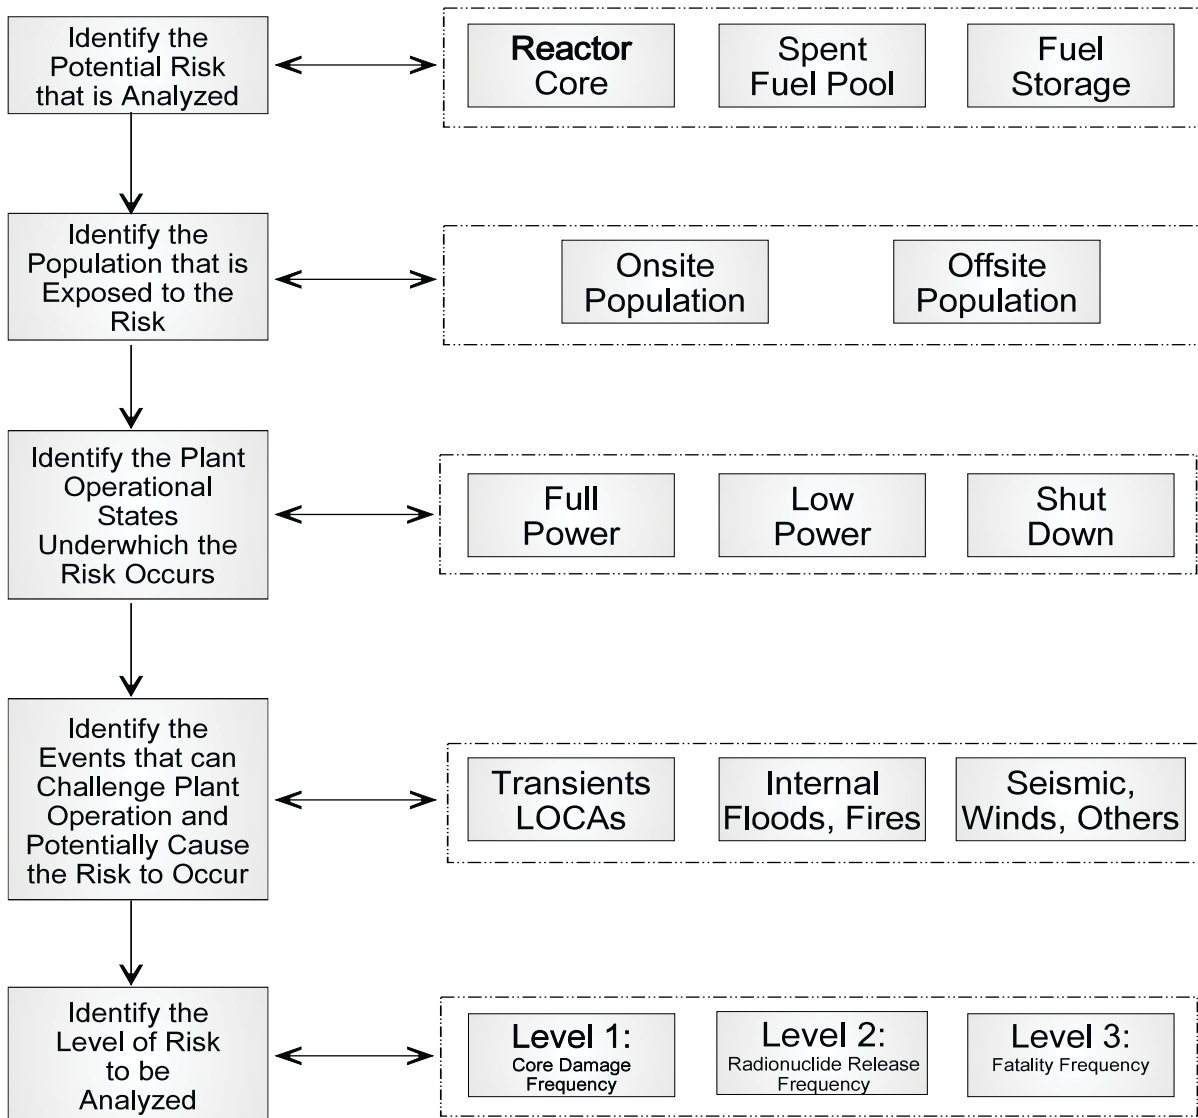 Identify the
Potential Risk
that is Analyzed
Reactor
Core
Spent
Fuel Pool
Fuel
Storage
Identify the
Population that is
Exposed to the
Risk
Onsite
Population
Offsite
Population
Identify the Plant
Operational
States
Underwhich the
Risk Occurs
Full
Power
Low
Power
Shut
Down
Identify the
Events that can
Challenge Plant
Operation and
Potentially Cause
the Risk to Occur
Transients
LOCAs
Internal
Floods, Fires
Seismic,
Winds, Others
Identify the
Level of Risk
to be
Analyzed
Level 1:
Core Damage
Frequency
Level 2:
Radionuclide Release
Frequency
Level 3:
Fatality Frequency